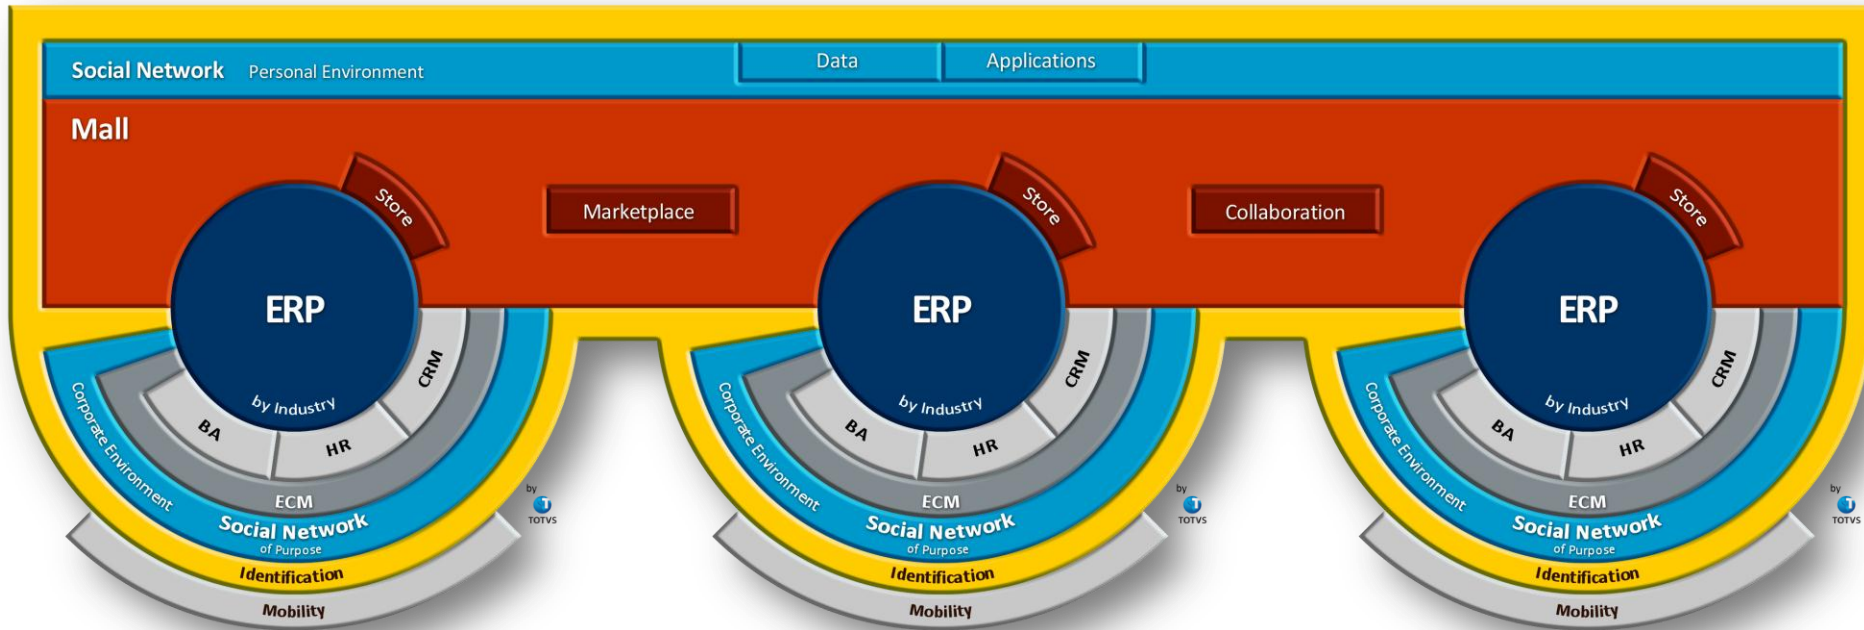 Social Network Personal Environment
Data
Applications
Mall
Store
Marketplace
Store
Collaboration
Store
ERP
by Industry
CRM
HR
BA
ECM
Corporate Environment
Social Network
of Purpose
Identification
Mobility
by
TOTVS
ERP
by Industry
CRM
HR
BA
ECM
Corporate Environment
Social Network
of Purpose
Identification
Mobility
by
TOTVS
ERP
by Industry
CRM
HR
BA
ECM
Corporate Environment
Social Network
of Purpose
Identification
Mobility
by
TOTVS